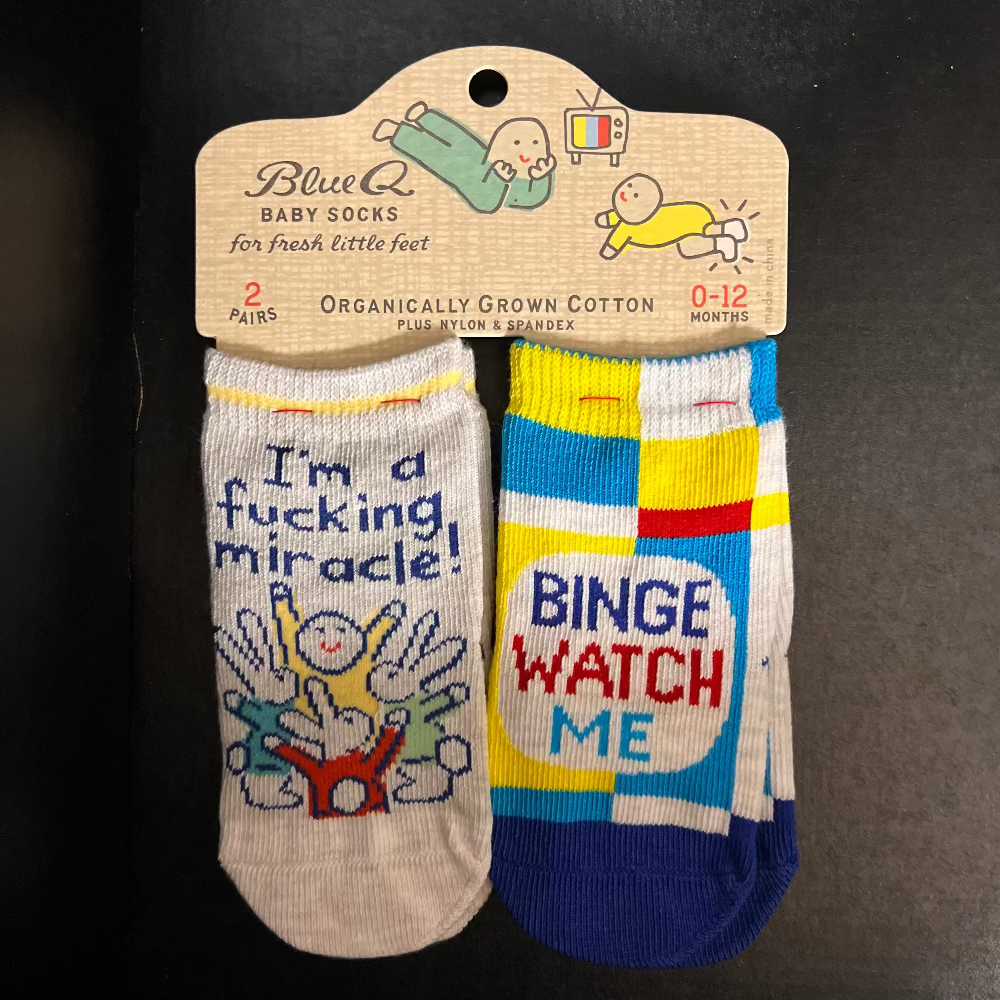 Blue Q
BABY SOCKS
for fresh little feet
2
PAIRS
ORGANICALLY GROWN COTTON
PLUS NYLON & SPANDEX
0-12
MONTHS
made in china
I'm a
fucking
miracle!
BINGE
WATCH
ME